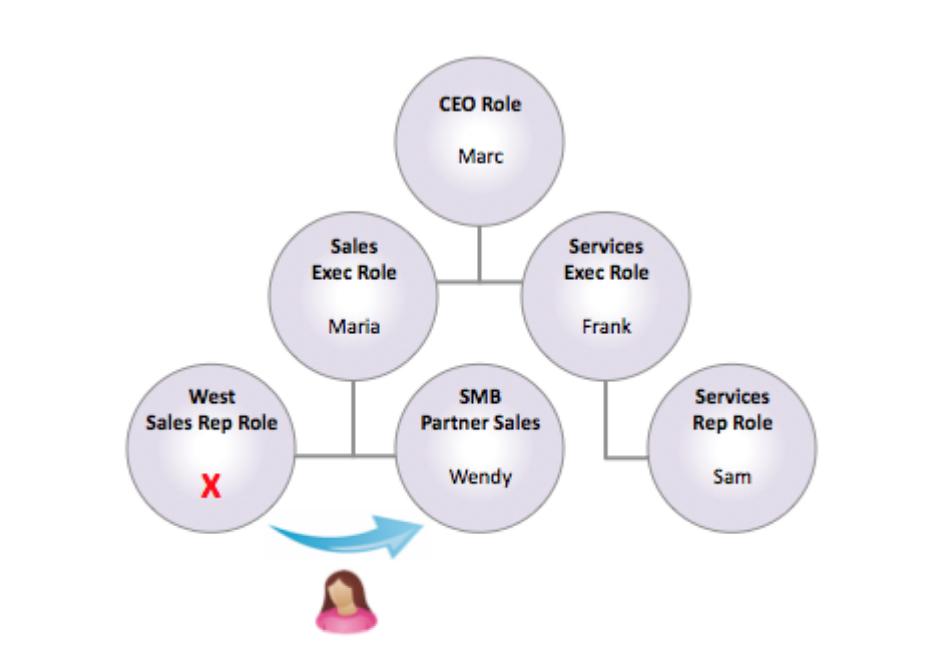 CEO Role
Marc
Sales
Exec Role
Maria
Services
Exec Role
Frank
West
Sales Rep Role
X
SMB
Partner Sales
Wendy
Services
Rep Role
Sam